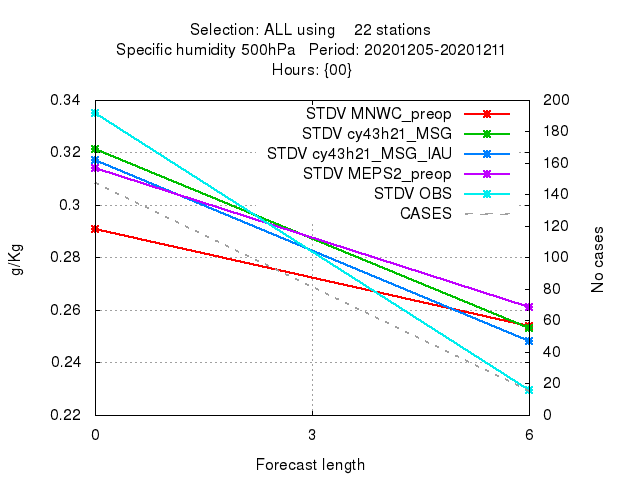 Selection: ALL using    22 stations
Specific humidity 500hPa   Period: 20201205-20201211
Hours: {00}
0.34
0.32
0.3
0.28
0.26
0.24
0.22
g/Kg
STDV MNWC_preop
STDV cy43h21_MSG
STDV cy43h21_MSG_IAU
STDV MEPS2_preop
STDV OBS
CASES
200
180
160
140
120
100
80
60
40
20
0
No cases
0
3
6
Forecast length